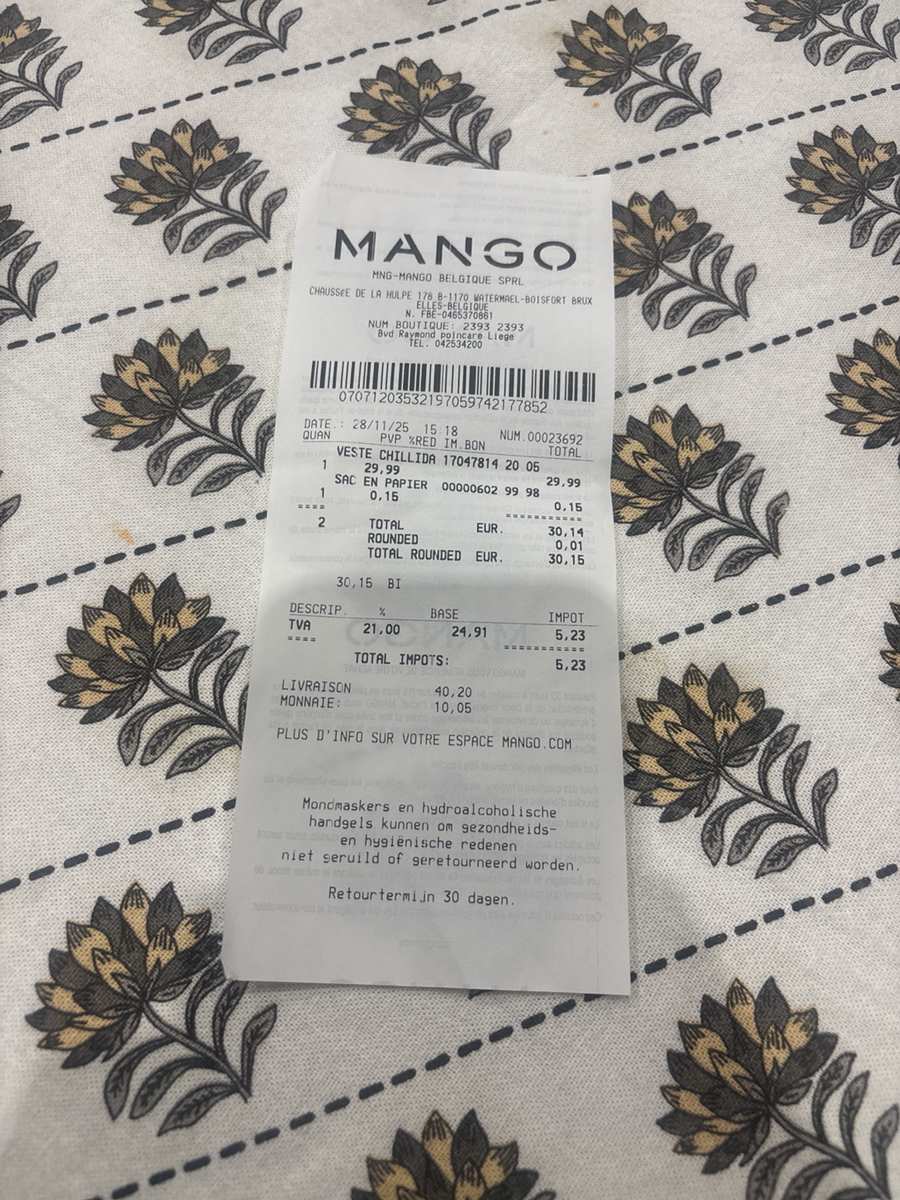 MANGO
MNG-MANGO BELGIQUE SPRL
CHAUSSéE DE LA HULPE 178 B-1170 WATERMAEL-BOISFORT BRUX
ELLES-BELGIQUE
N. FBE-0465370861
NUM BOUTIQUE: 2393 2393
Bvd Raymond poincare Liege
TEL. 042534200
07071203532197059742177852
DATE.: 28/11/25 15:18 NUM.00023692
QUAN PVP %RED IM.BON TOTAL
VESTE CHILLIDA 17047814 20 05
1 29,99 29,99
SAC EN PAPIER 00000602 99 98
1 0,15 0,15
==== ===========
2 TOTAL EUR. 30,14
ROUNDED 0,01
TOTAL ROUNDED EUR. 30,15
30,15 BI
DESCRIP. % BASE IMPOT
TVA 21,00 24,91 5,23
==== ===========
TOTAL IMPOTS: 5,23
LIVRAISON 40,20
MONNAIE: 10,05
PLUS D'INFO SUR VOTRE ESPACE MANGO.COM
Mondmaskers en hydroalcoholische
handgels kunnen om gezondheids-
en hygiënische redenen
niet geruild of geretourneerd worden.
Retourtermijn 30 dagen.